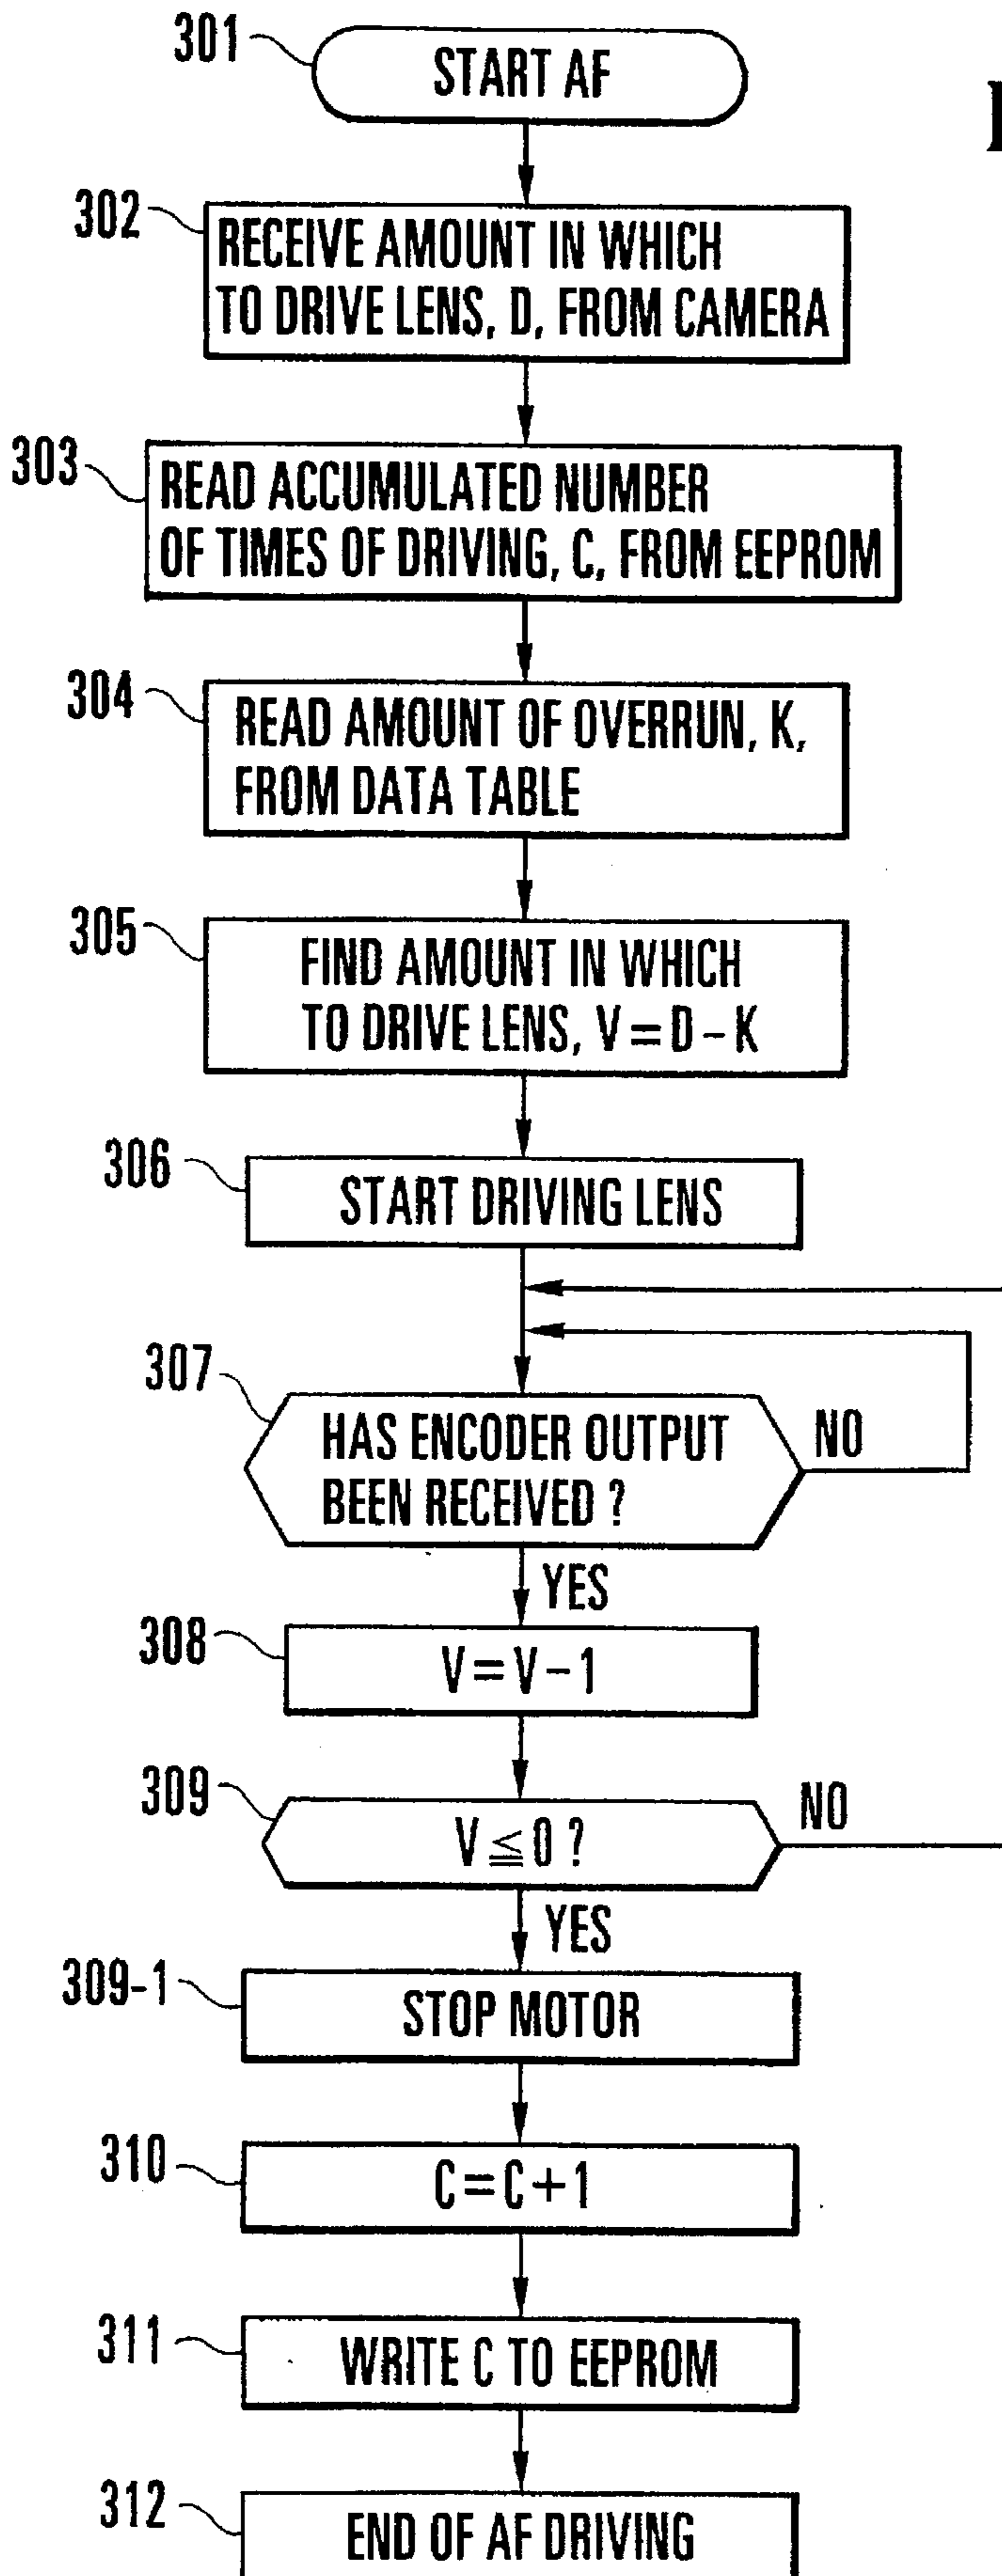 301
START AF
302
RECEIVE AMOUNT IN WHICH
TO DRIVE LENS, D, FROM CAMERA
303
READ ACCUMULATED NUMBER
OF TIMES OF DRIVING, C, FROM EEPROM
304
READ AMOUNT OF OVERRUN, K,
FROM DATA TABLE
305
FIND AMOUNT IN WHICH
TO DRIVE LENS, V = D – K
306
START DRIVING LENS
307
HAS ENCODER OUTPUT
BEEN RECEIVED ?
NO
YES
308
V = V – 1
309
V ≦ 0 ?
NO
YES
309-1
STOP MOTOR
310
C = C + 1
311
WRITE C TO EEPROM
312
END OF AF DRIVING